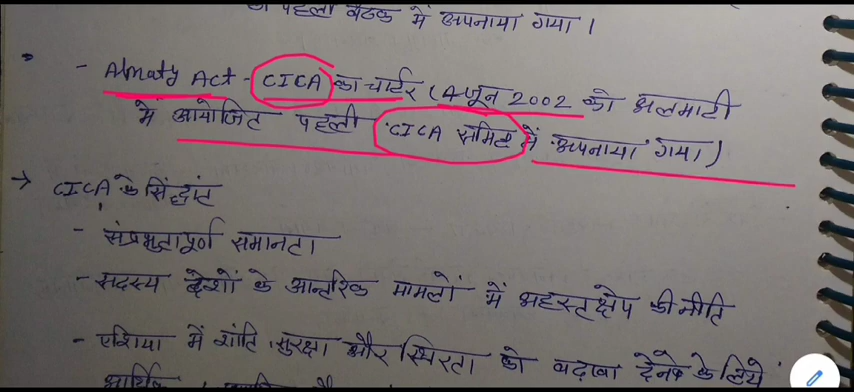 की पहली बैठक में अपनाया गया।
- Almaty Act - CICA का चार्टर (4 जून 2002 को अलमाटी
में आयोजित पहली CICA समिट में अपनाया गया)
→ CICA के सिद्धांत
- संप्रभुतापूर्ण समानता।
- सदस्य देशों के आन्तरिक मामलों में अहस्तक्षेप की नीति
- एशिया में शांति, सुरक्षा और स्थिरता को बढ़ावा देने के लिये
आर्थिक,